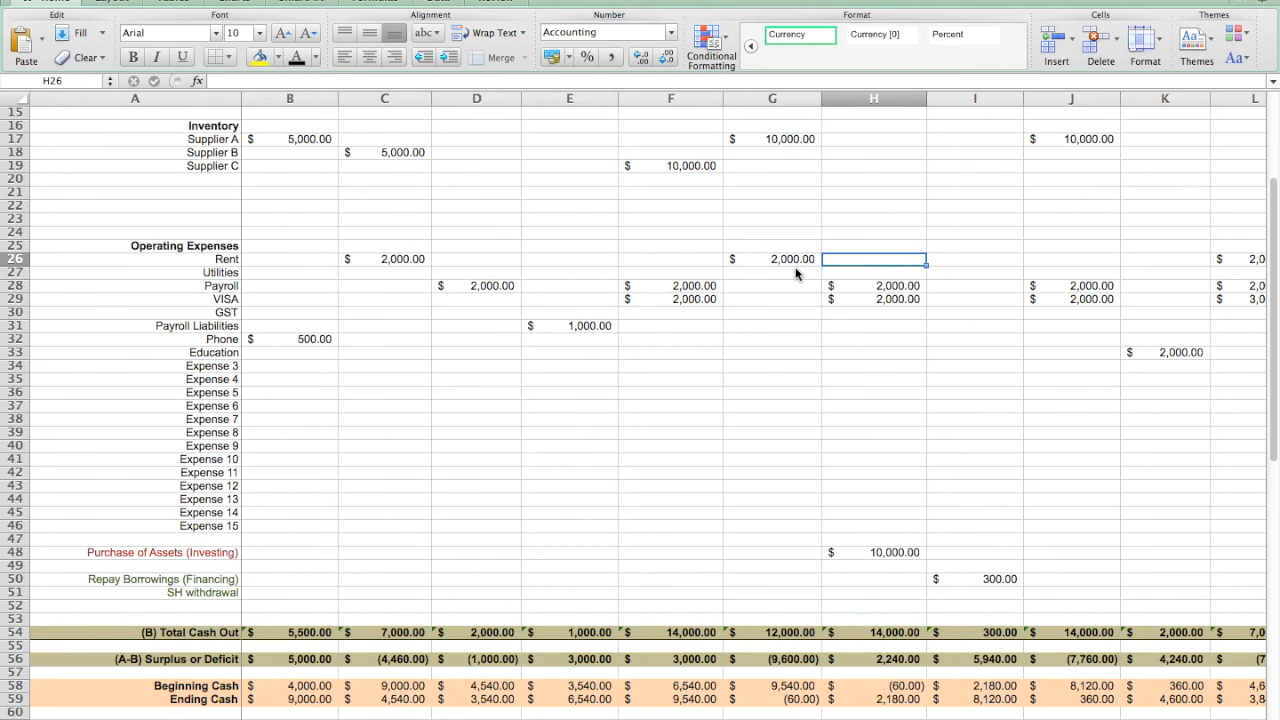 Edit Font Alignment Number Format Cells Themes
Fill Arial 10 abc Wrap Text Accounting Currency Currency [0] Percent
Paste Clear B I U A Merge % Conditional Formatting Insert Delete Format Themes Aa
H26 fx
A B C D E F G H I J K L
15
16 Inventory
17 Supplier A $ 5,000.00 $ 10,000.00 $ 10,000.00
18 Supplier B $ 5,000.00
19 Supplier C $ 10,000.00
20
21
22
23
24
25 Operating Expenses
26 Rent $ 2,000.00 $ 2,000.00 $ 2,0
27 Utilities
28 Payroll $ 2,000.00 $ 2,000.00 $ 2,000.00 $ 2,000.00 $ 2,0
29 VISA $ 2,000.00 $ 2,000.00 $ 2,000.00 $ 3,0
30 GST
31 Payroll Liabilities $ 1,000.00
32 Phone $ 500.00
33 Education $ 2,000.00
34 Expense 3
35 Expense 4
36 Expense 5
37 Expense 6
38 Expense 7
39 Expense 8
40 Expense 9
41 Expense 10
42 Expense 11
43 Expense 12
44 Expense 13
45 Expense 14
46 Expense 15
47
48 Purchase of Assets (Investing) $ 10,000.00
49
50 Repay Borrowings (Financing) $ 300.00
51 SH withdrawal
52
53
54 (B) Total Cash Out $ 5,500.00 $ 7,000.00 $ 2,000.00 $ 1,000.00 $ 14,000.00 $ 12,000.00 $ 14,000.00 $ 300.00 $ 14,000.00 $ 2,000.00 $ 7,0
55
56 (A-B) Surplus or Deficit $ 5,000.00 $ (4,460.00) $ (1,000.00) $ 3,000.00 $ 3,000.00 $ (9,600.00) $ 2,240.00 $ 5,940.00 $ (7,760.00) $ 4,240.00 $ (7
57
58 Beginning Cash $ 4,000.00 $ 9,000.00 $ 4,540.00 $ 3,540.00 $ 6,540.00 $ 9,540.00 $ (60.00) $ 2,180.00 $ 8,120.00 $ 360.00 $ 4,6
59 Ending Cash $ 9,000.00 $ 4,540.00 $ 3,540.00 $ 6,540.00 $ 9,540.00 $ (60.00) $ 2,180.00 $ 8,120.00 $ 360.00 $ 4,600.00 $ 3,8
60